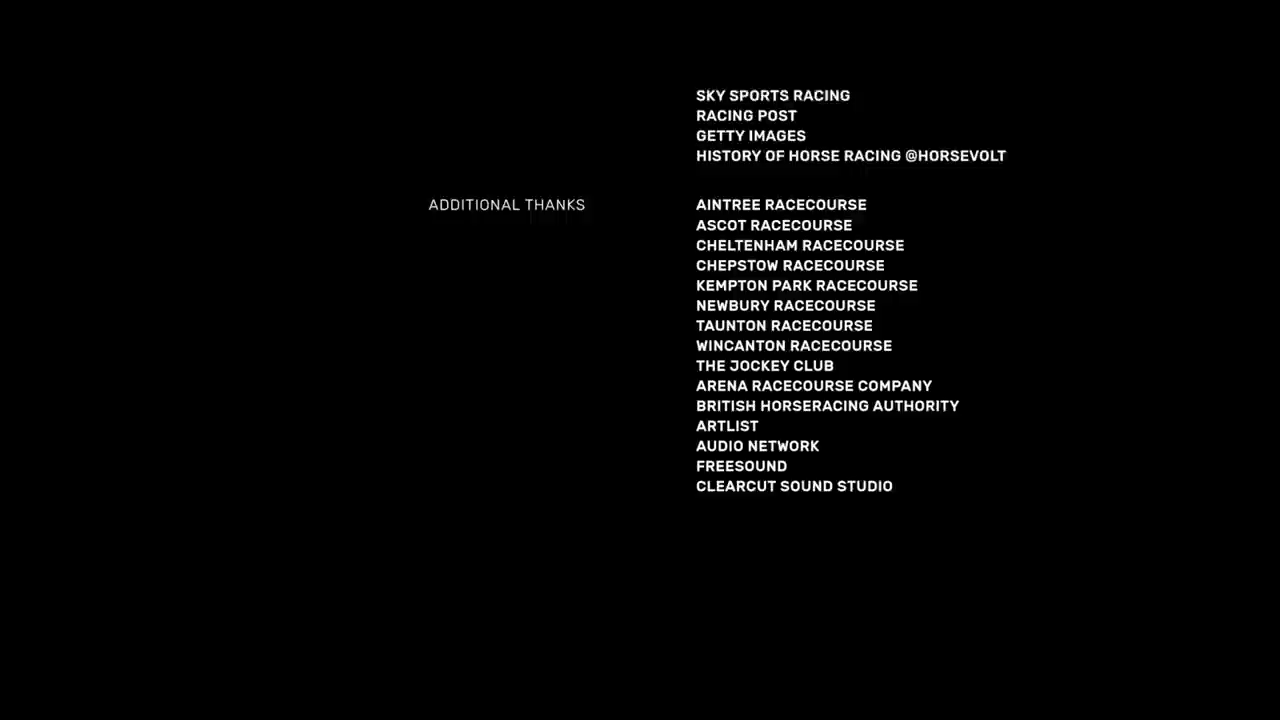 SKY SPORTS RACING
RACING POST
GETTY IMAGES
HISTORY OF HORSE RACING @HORSEVOLT
ADDITIONAL THANKS AINTREE RACECOURSE
ASCOT RACECOURSE
CHELTENHAM RACECOURSE
CHEPSTOW RACECOURSE
KEMPTON PARK RACECOURSE
NEWBURY RACECOURSE
TAUNTON RACECOURSE
WINCANTON RACECOURSE
THE JOCKEY CLUB
ARENA RACECOURSE COMPANY
BRITISH HORSERACING AUTHORITY
ARTLIST
AUDIO NETWORK
FREESOUND
CLEARCUT SOUND STUDIO